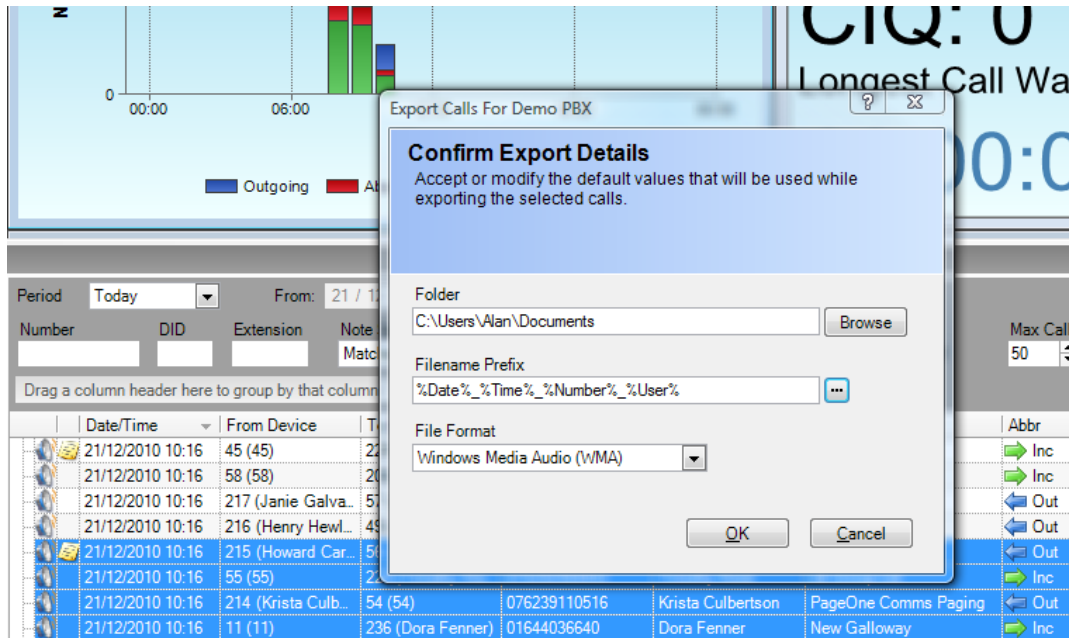 CIQ: 0
Longest Call Wa
0
00:00
06:00
Outgoing
Export Calls For Demo PBX
Confirm Export Details
Accept or modify the default values that will be used while
exporting the selected calls.
Folder
C:\Users\Alan\Documents
Browse
Filename Prefix
%Date%_%Time%_%Number%_%User%
...
File Format
Windows Media Audio (WMA)
OK
Cancel
Period Today From: 21 / 12
Number DID Extension Note Max Call
Matc 50
Drag a column header here to group by that column
Date/Time From Device T Abbr
21/12/2010 10:16 45 (45) 22 Inc
21/12/2010 10:16 58 (58) 20 Inc
21/12/2010 10:16 217 (Janie Galva... 57 Out
21/12/2010 10:16 216 (Henry Hewl... 49 Out
21/12/2010 10:16 215 (Howard Car... 56 Out
21/12/2010 10:16 55 (55) 22 Inc
21/12/2010 10:16 214 (Krista Culb... 54 (54) 076239110516 Krista Culbertson PageOne Comms Paging Out
21/12/2010 10:16 11 (11) 236 (Dora Fenner) 01644036640 Dora Fenner New Galloway Inc